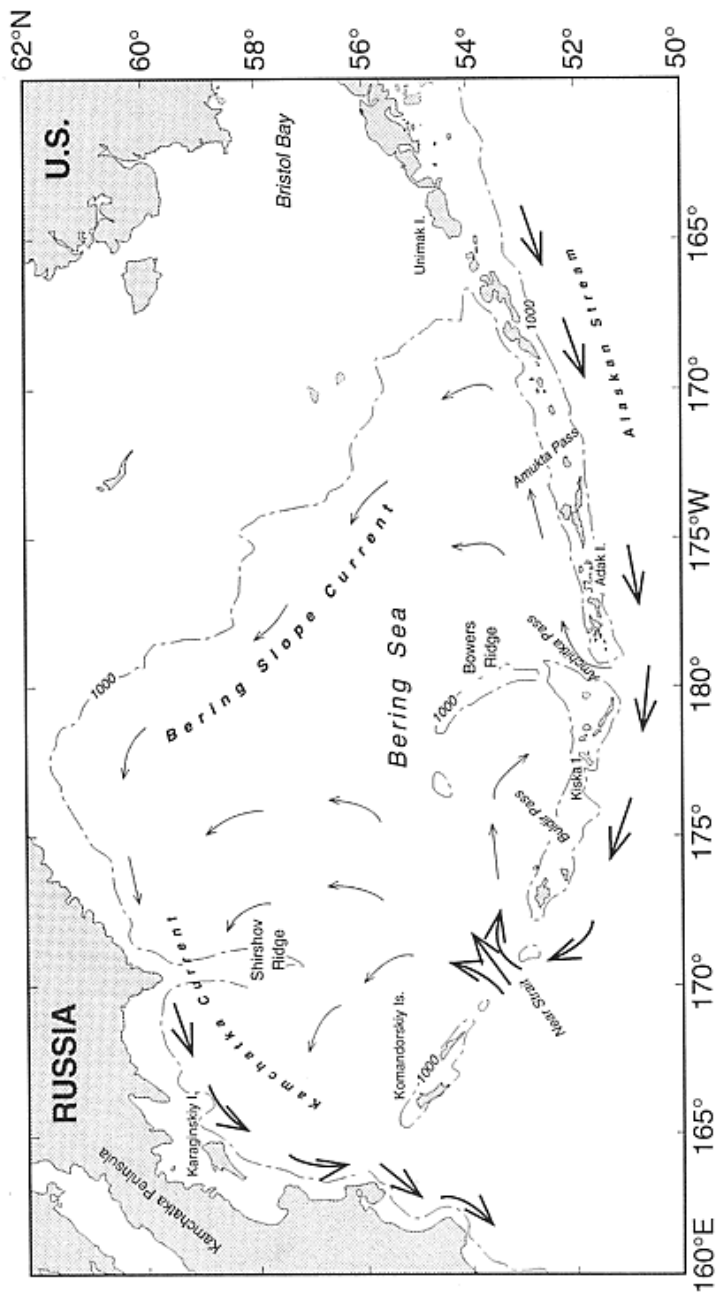 62°N
60°
58°
56°
54°
52°
50°
RUSSIA
U.S.
Kamchatka Peninsula
Karaginskiy I.
Kamchatka Current
Shirshov
Ridge
1000
Bering Slope Current
Bristol Bay
Unimak I.
Bering Sea
Bowers
Ridge
1000
Komandorskiy Is.
1000
Near Strait
Buldir Pass
Kiska I.
Amchitka Pass
Adak I.
Amukta Pass
1000
Alaskan Stream
160°E
165°
170°
175°
180°
175°W
170°
165°